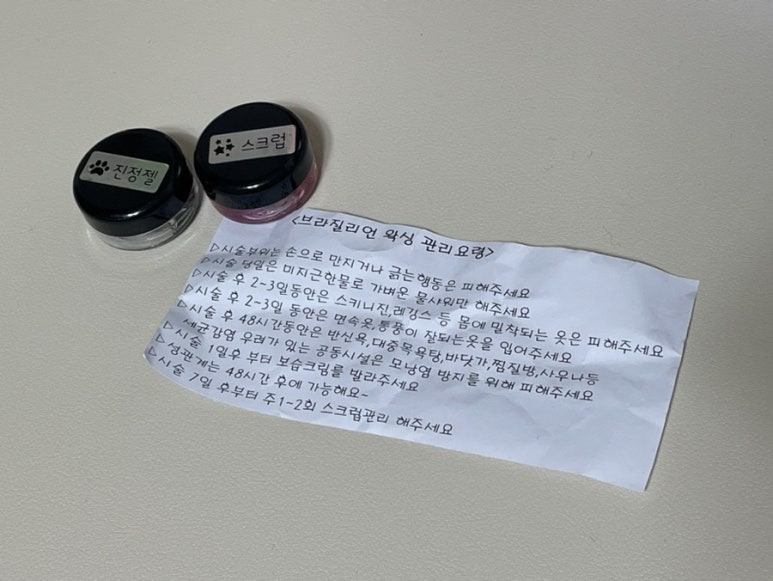 진정젤
스크럽
<브라질리언 왁싱 관리요령>
▷시술부위는 손으로 만지거나 긁는행동은 피해주세요
▷시술 당일은 미지근한물로 가벼운 물샤워만 해주세요
▷시술 후 2-3일동안은 스키니진,레깅스 등 몸에 밀착되는 옷은 피해주세요
▷시술 후 2-3일 동안은 면속옷,통풍이 잘되는옷을 입어주세요
▷시술 후 48시간동안은 반신욕,대중목욕탕,바닷가,찜질방,사우나등
세균감염 우려가 있는 공동시설은 모낭염 방지를 위해 피해주세요
▷시술 1일후 부터 보습크림를 발라주세요
▷성관계는 48시간 후에 가능해요~
▷시술 7일 후부터 주1-2회 스크럽관리 해주세요